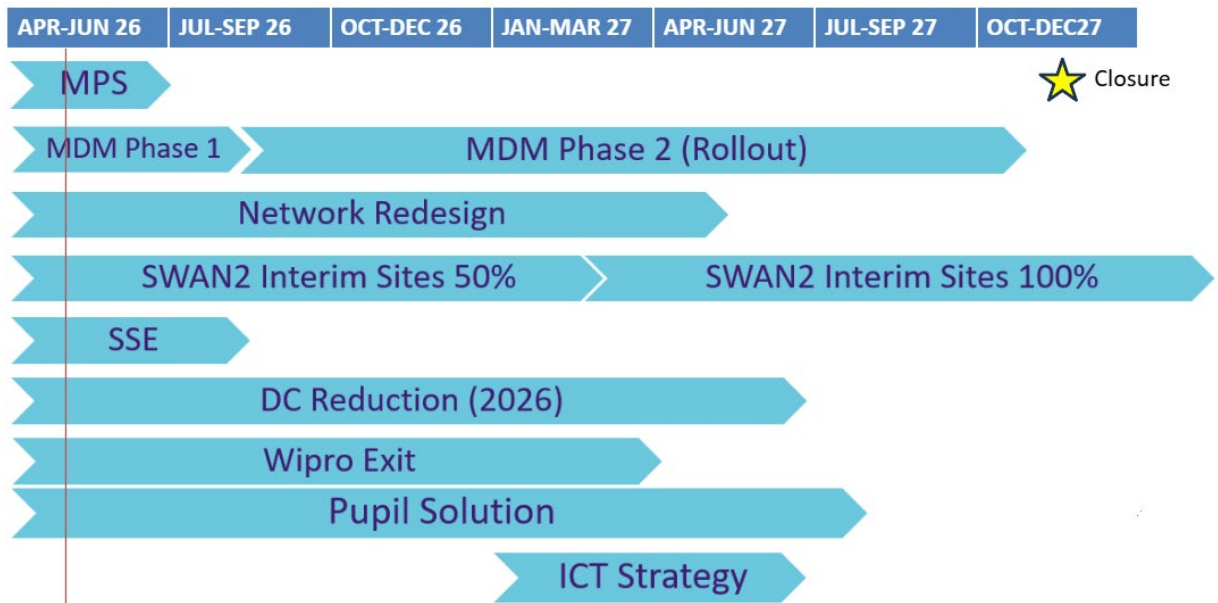 APR-JUN 26 JUL-SEP 26 OCT-DEC 26 JAN-MAR 27 APR-JUN 27 JUL-SEP 27 OCT-DEC27
MPS
Closure
MDM Phase 1
MDM Phase 2 (Rollout)
Network Redesign
SWAN2 Interim Sites 50%
SWAN2 Interim Sites 100%
SSE
DC Reduction (2026)
Wipro Exit
Pupil Solution
ICT Strategy